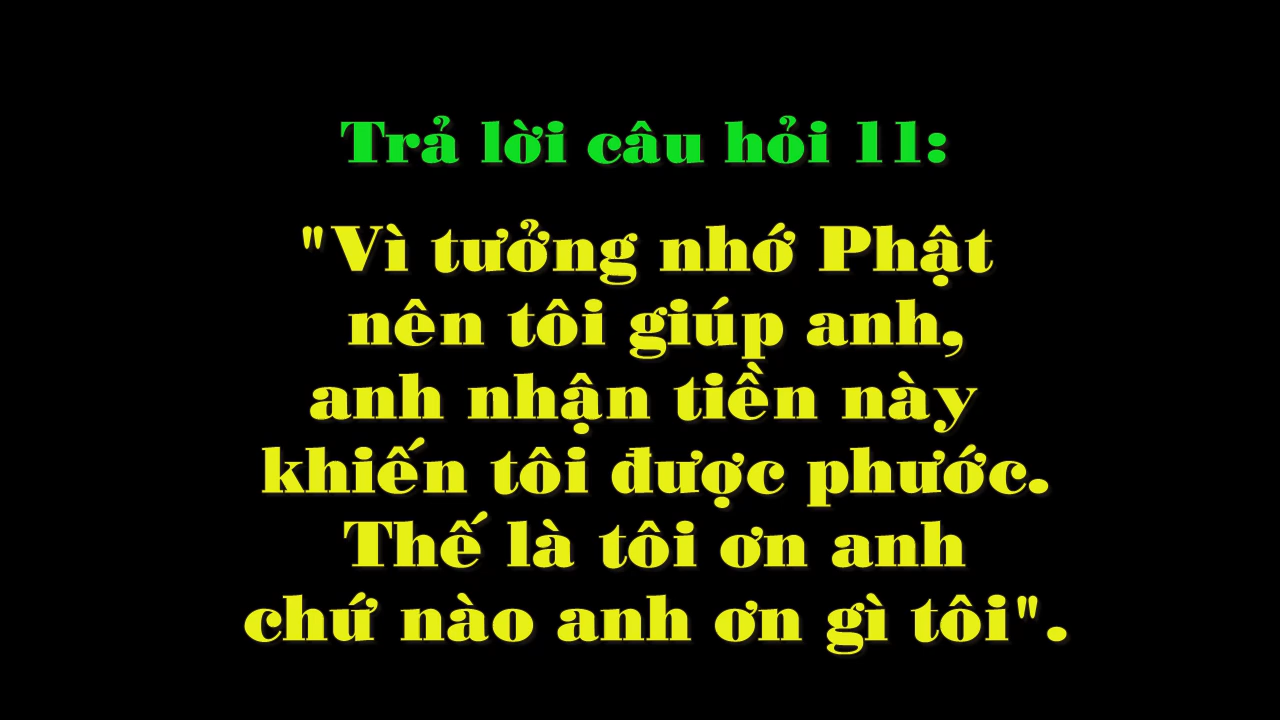 Trả lời câu hỏi 11:
"Vì tưởng nhớ Phật
nên tôi giúp anh,
anh nhận tiền này
khiến tôi được phước.
Thế là tôi ơn anh
chứ nào anh ơn gì tôi".